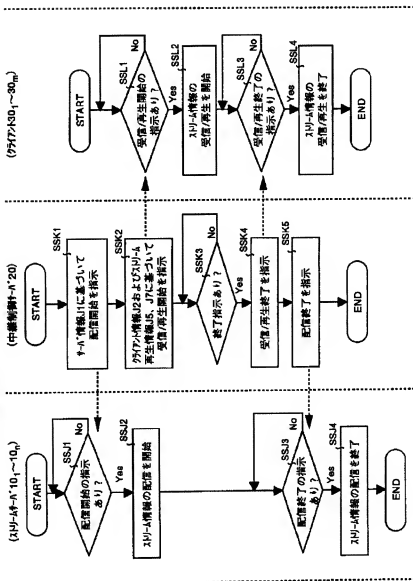 (ストリームサーバ10₁~10ₙ)
START
SSJ1
配信開始の指示
あり?
No
Yes
SSJ2
ストリーム情報の配信を開始
SSJ3
配信終了の指示
あり?
No
Yes
SSJ4
ストリーム情報の配信を終了
END
(中継制御サーバ20)
START
SSK1
サーバ情報J1に基づいて
配信開始を指示
SSK2
クライアント情報J2およびストリーム
再生情報J5、J7に基づいて
受信/再生開始を指示
SSK3
終了指示あり?
No
Yes
SSK4
受信/再生終了を指示
SSK5
配信終了を指示
END
(クライアント30₁~30ₘ)
START
SSL1
受信/再生開始の
指示あり?
No
Yes
SSL2
ストリーム情報の
受信/再生を開始
SSL3
受信/再生終了の
指示あり?
No
Yes
SSL4
ストリーム情報の
受信/再生を終了
END